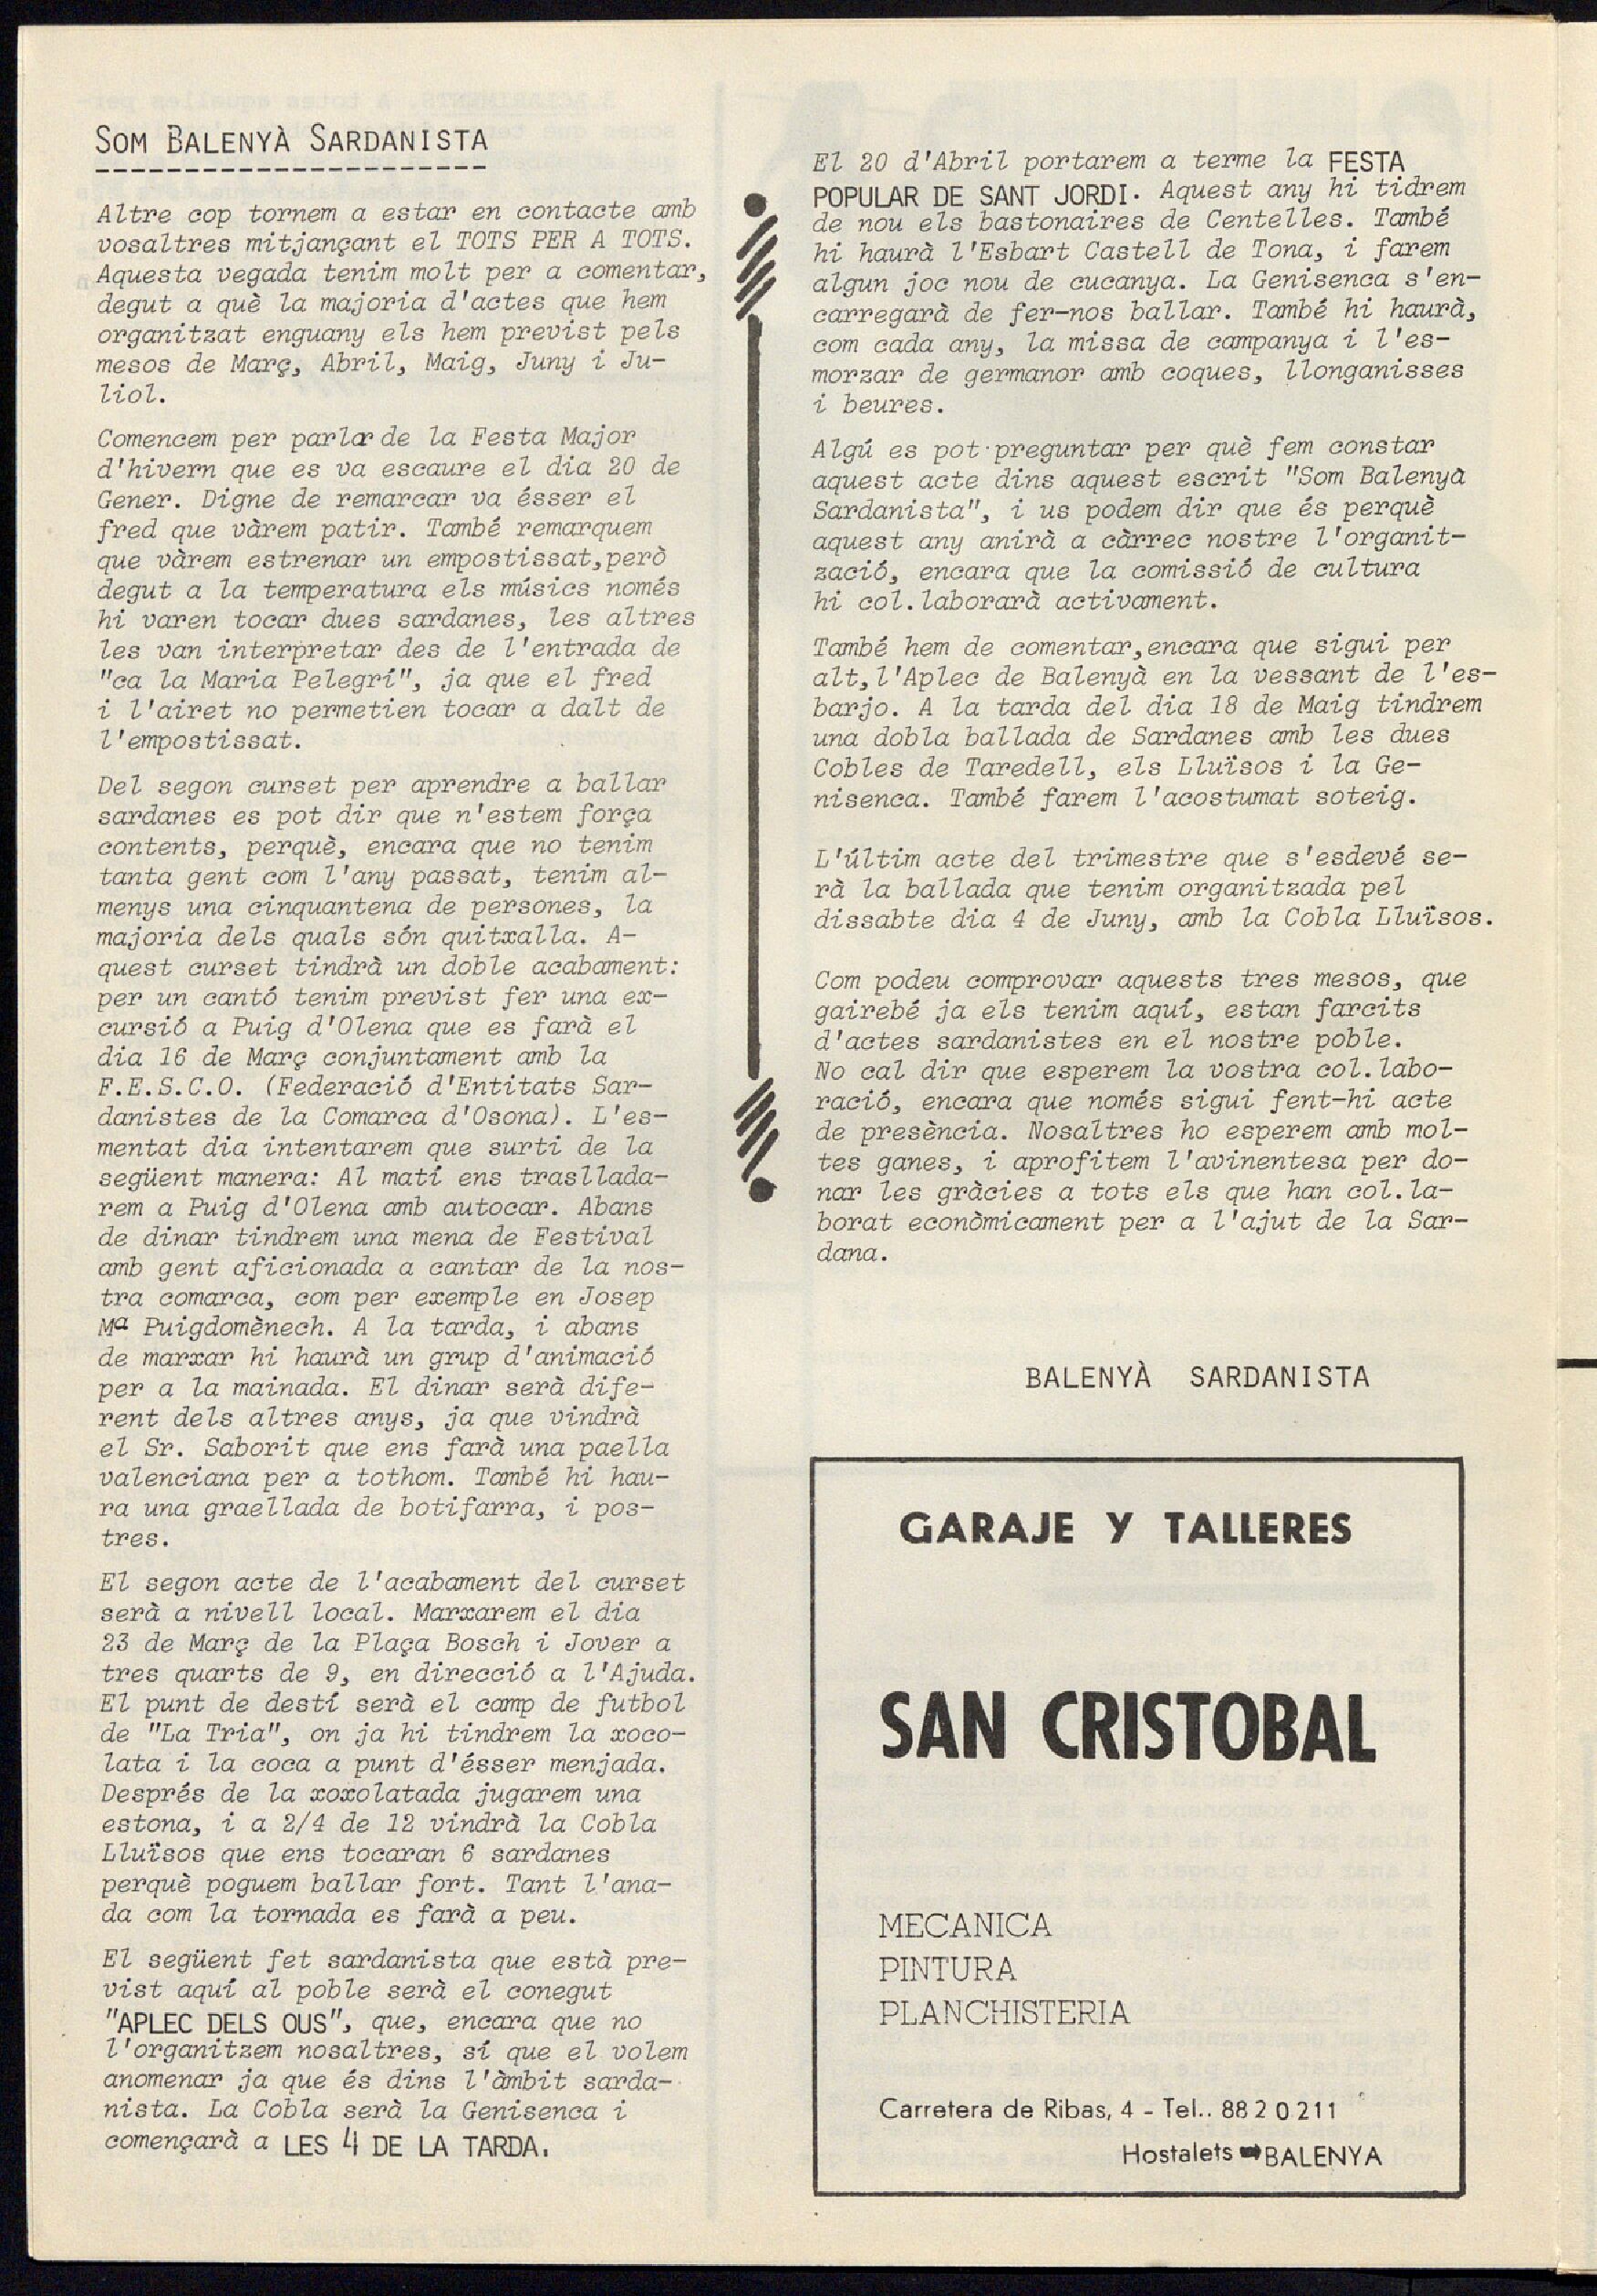 SOM BALENYÀ SARDANISTA
Altre cop tornem a estar en contacte amb
vosaltres mitjançant el TOTS PER A TOTS.
Aquesta vegada tenim molt per a comentar,
degut a què la majoria d'actes que hem
organitzat enguany els hem previst pels
mesos de Març, Abril, Maig, Juny i Ju-
liol.
Comencem per parlar de la Festa Major
d'hivern que es va escaure el dia 20 de
Gener. Digne de remarcar va ésser el
fred que vàrem patir. També remarquem
que vàrem estrenar un empostissat,però
degut a la temperatura els músics només
hi varen tocar dues sardanes, les altres
les van interpretar des de l'entrada de
"ca la Maria Pelegrí", ja que el fred
i l'airet no permetien tocar a dalt de
l'empostissat.
Del segon curset per aprendre a ballar
sardanes es pot dir que n'estem força
contents, perquè, encara que no tenim
tanta gent com l'any passat, tenim al-
menys una cinquantena de persones, la
majoria dels quals són quitxalla. A-
quest curset tindrà un doble acabament:
per un cantó tenim previst fer una ex-
cursió a Puig d'Olena que es farà el
dia 16 de Març conjuntament amb la
F.E.S.C.O. (Federació d'Entitats Sar-
danistes de la Comarca d'Osona). L'es-
mentat dia intentarem que surti de la
següent manera: Al matí ens trasllada-
rem a Puig d'Olena amb autocar. Abans
de dinar tindrem una mena de Festival
amb gent aficionada a cantar de la nos-
tra comarca, com per exemple en Josep
Mª Puigdomènech. A la tarda, i abans
de marxar hi haurà un grup d'animació
per a la mainada. El dinar serà dife-
rent dels altres anys, ja que vindrà
el Sr. Saborit que ens farà una paella
valenciana per a tothom. També hi hau-
ra una graellada de botifarra, i pos-
tres.
El segon acte de l'acabament del curset
serà a nivell local. Marxarem el dia
23 de Març de la Plaça Bosch i Jover a
tres quarts de 9, en direcció a l'Ajuda.
El punt de destí serà el camp de futbol
de "La Tria", on ja hi tindrem la xoco-
lata i la coca a punt d'ésser menjada.
Després de la xoxolatada jugarem una
estona, i a 2/4 de 12 vindrà la Cobla
Lluïsos que ens tocaran 6 sardanes
perquè poguem ballar fort. Tant l'ana-
da com la tornada es farà a peu.
El següent fet sardanista que està pre-
vist aquí al poble serà el conegut
"APLEC DELS OUS", que, encara que no
l'organitzem nosaltres, sí que el volem
anomenar ja que és dins l'àmbit sarda-
nista. La Cobla serà la Genisenca i
començarà a LES 4 DE LA TARDA.
El 20 d'Abril portarem a terme la FESTA
POPULAR DE SANT JORDI. Aquest any hi tidrem
de nou els bastonaires de Centelles. També
hi haurà l'Esbart Castell de Tona, i farem
algun joc nou de cucanya. La Genisenca s'en-
carregarà de fer-nos ballar. També hi haurà,
com cada any, la missa de campanya i l'es-
morzar de germanor amb coques, llonganisses
i beures.
Algú es pot preguntar per què fem constar
aquest acte dins aquest escrit "Som Balenyà
Sardanista", i us podem dir que és perquè
aquest any anirà a càrrec nostre l'organit-
zació, encara que la comissió de cultura
hi col.laborarà activament.
També hem de comentar,encara que sigui per
alt,l'Aplec de Balenyà en la vessant de l'es-
barjo. A la tarda del dia 18 de Maig tindrem
una dobla ballada de Sardanes amb les dues
Cobles de Taredell, els Lluïsos i la Ge-
nisenca. També farem l'acostumat soteig.
L'últim acte del trimestre que s'esdevé se-
rà la ballada que tenim organitzada pel
dissabte dia 4 de Juny, amb la Cobla Lluïsos.
Com podeu comprovar aquests tres mesos, que
gairebé ja els tenim aquí, estan farcits
d'actes sardanistes en el nostre poble.
No cal dir que esperem la vostra col.labo-
ració, encara que només sigui fent-hi acte
de presència. Nosaltres ho esperem amb mol-
tes ganes, i aprofitem l'avinentesa per do-
nar les gràcies a tots els que han col.la-
borat econòmicament per a l'ajut de la Sar-
dana.
BALENYÀ SARDANISTA
GARAJE Y TALLERES
SAN CRISTOBAL
MECANICA
PINTURA
PLANCHISTERIA
Carretera de Ribas, 4 - Tel.. 88 2 0 211
Hostalets BALENYA